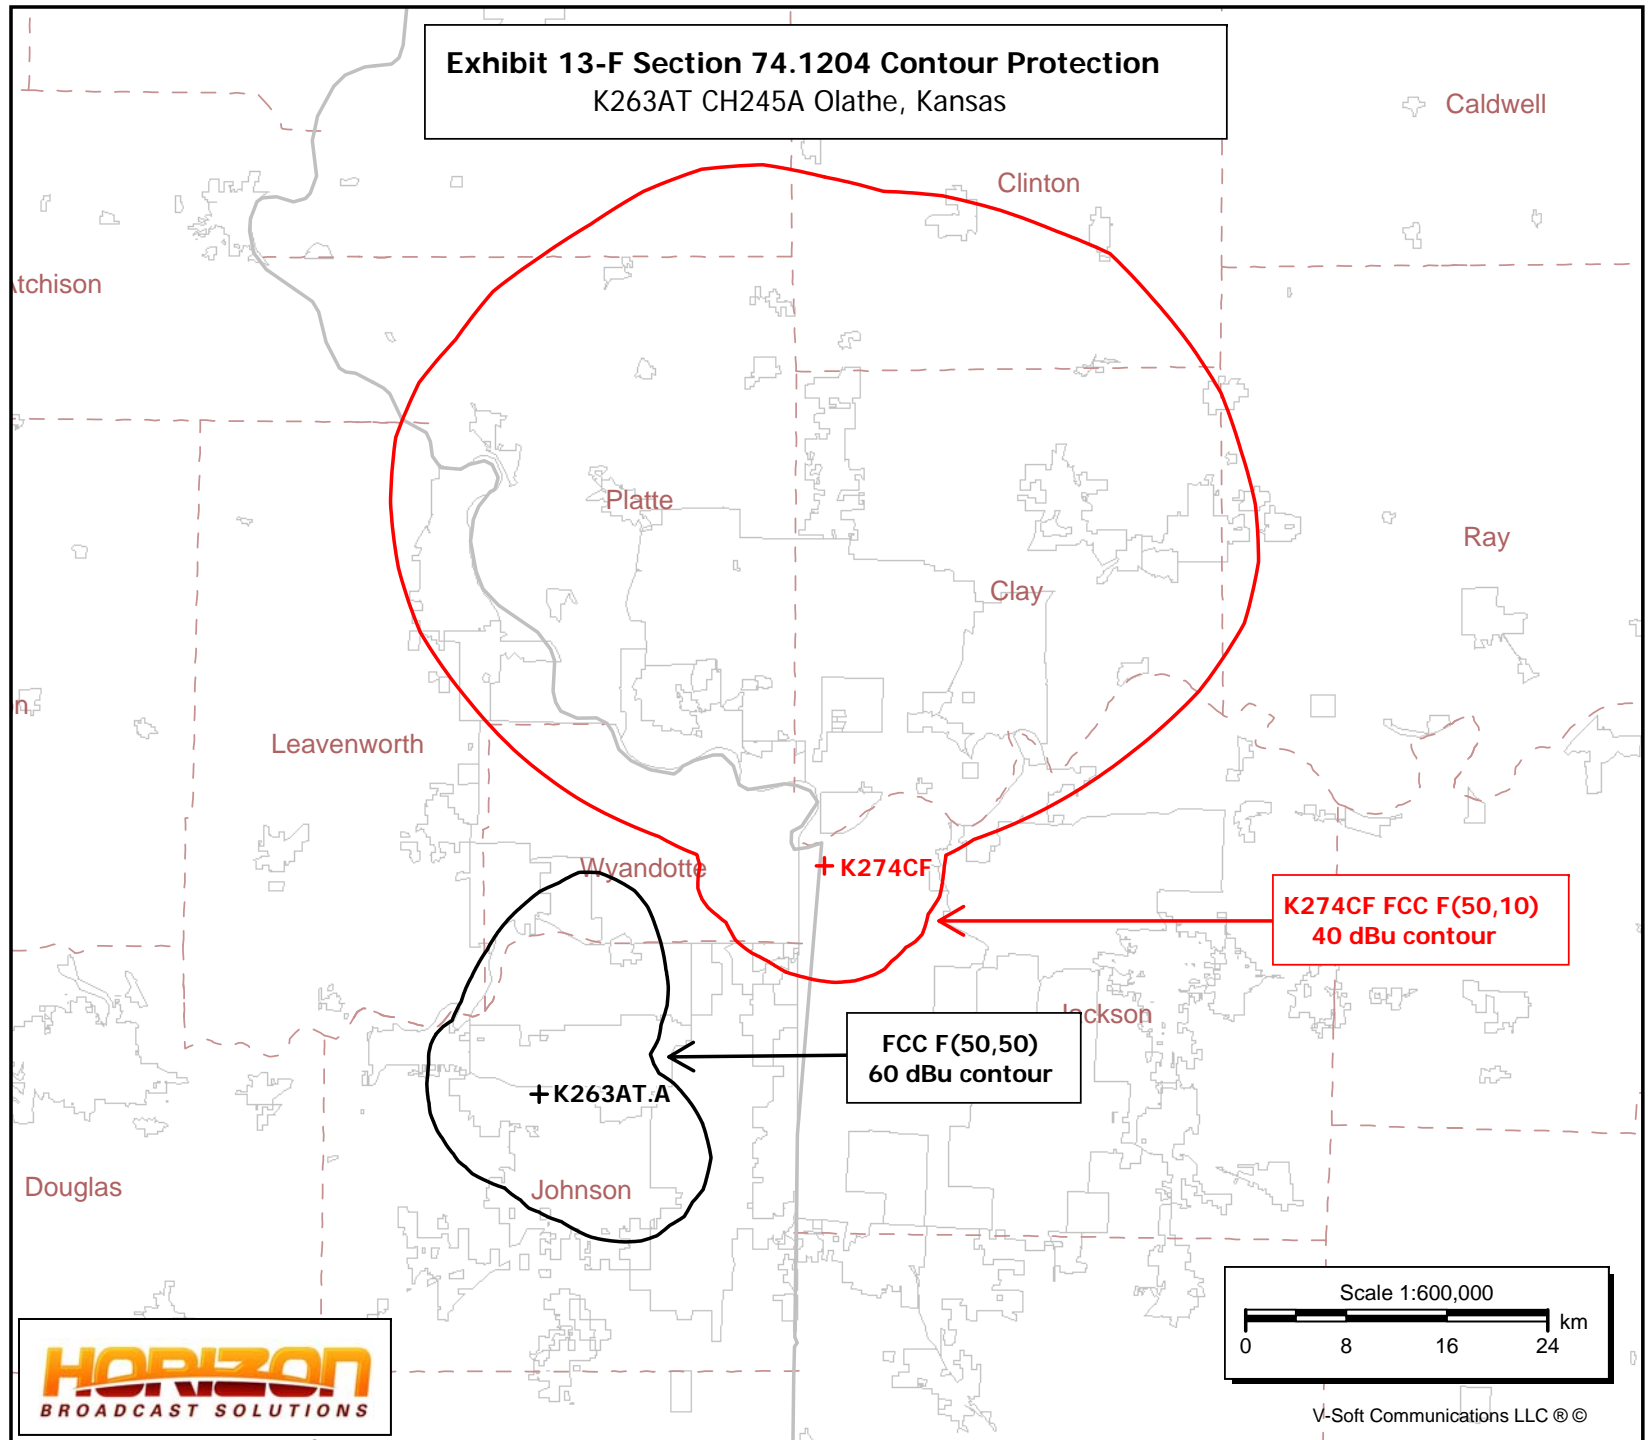 Exhibit 13-F Section 74.1204 Contour Protection
K263AT CH245A Olathe, Kansas
Caldwell
Clinton
tchison
Platte
Ray
Clay
n
Leavenworth
Wyandotte
K274CF
K274CF FCC F(50,10)
40 dBu contour
Jackson
FCC F(50,50)
60 dBu contour
K263AT.A
Douglas
Johnson
Scale 1:600,000
km
0 8 16 24
HORIZON
BROADCAST SOLUTIONS
V-Soft Communications LLC ® ©